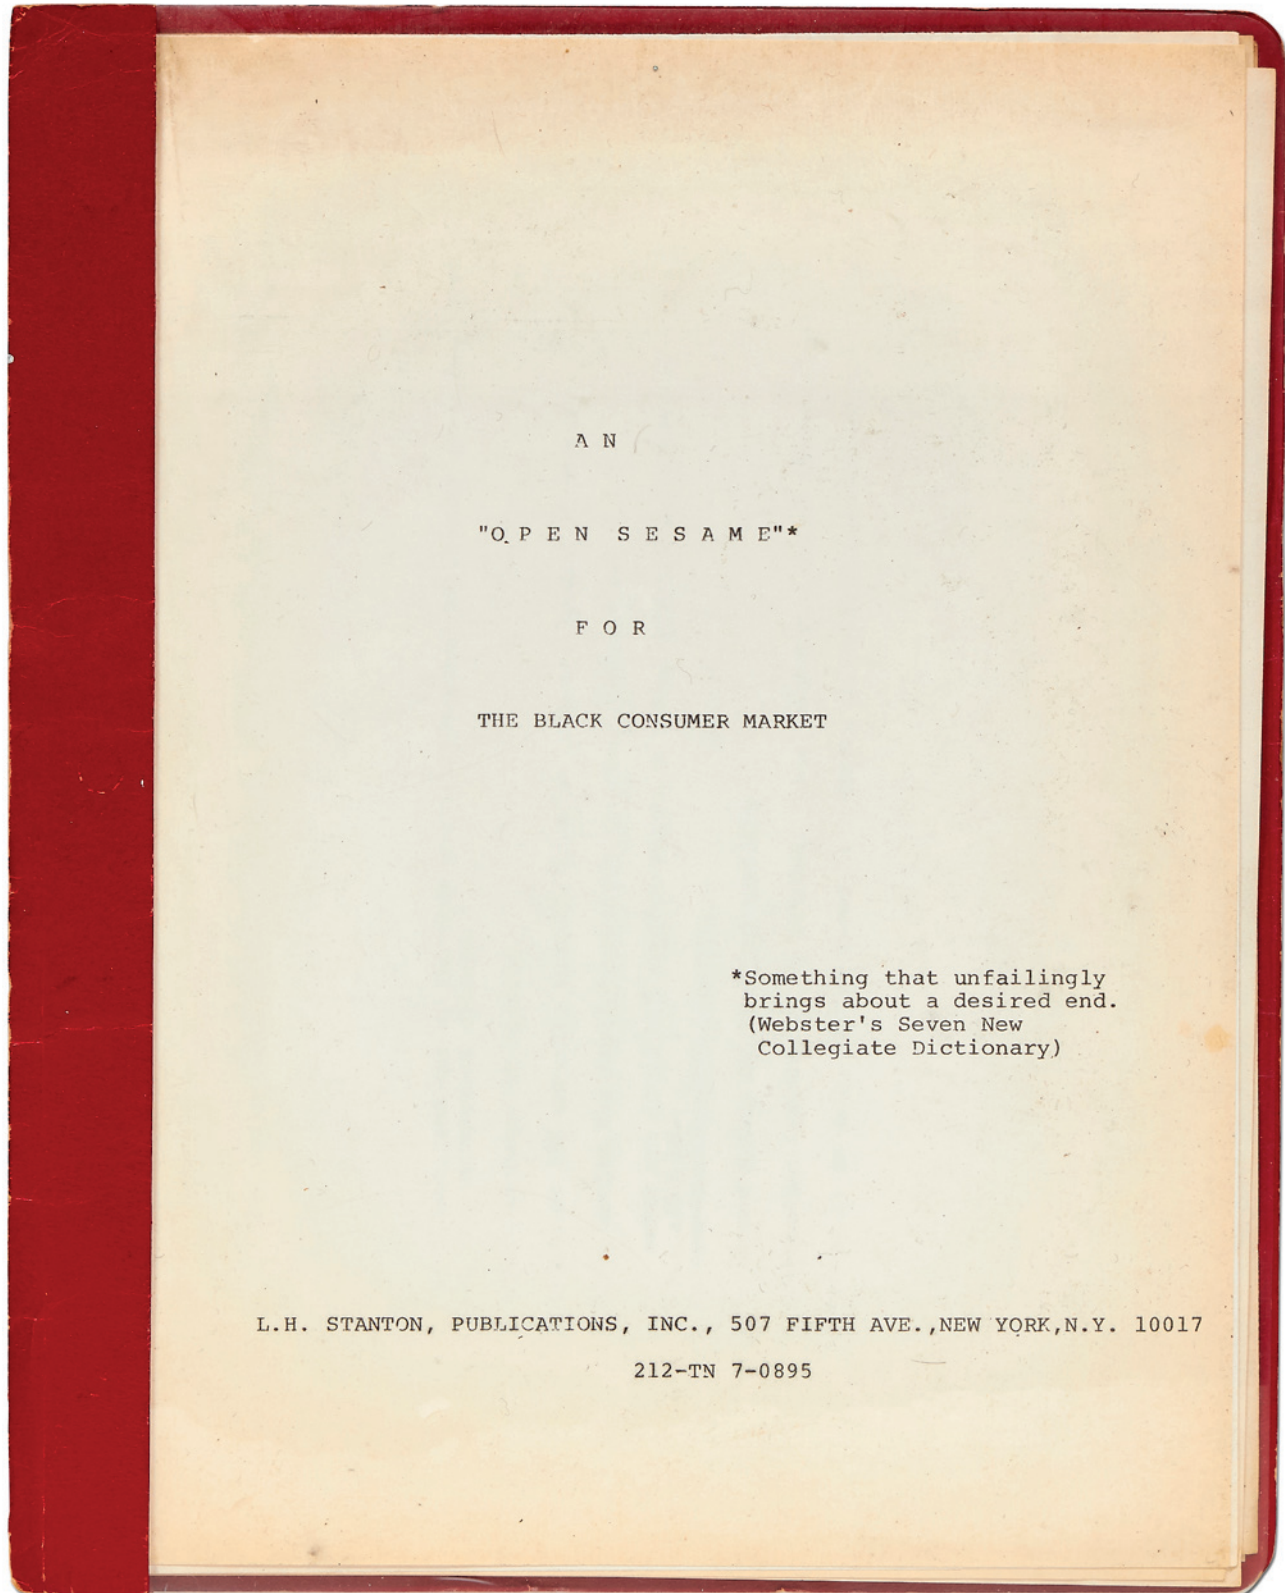 A N
"O P E N S E S A M E"*
F O R
THE BLACK CONSUMER MARKET
*Something that unfailingly
brings about a desired end.
(Webster's Seven New
Collegiate Dictionary)
L.H. STANTON, PUBLICATIONS, INC., 507 FIFTH AVE.,NEW YORK,N.Y. 10017
212-TN 7-0895